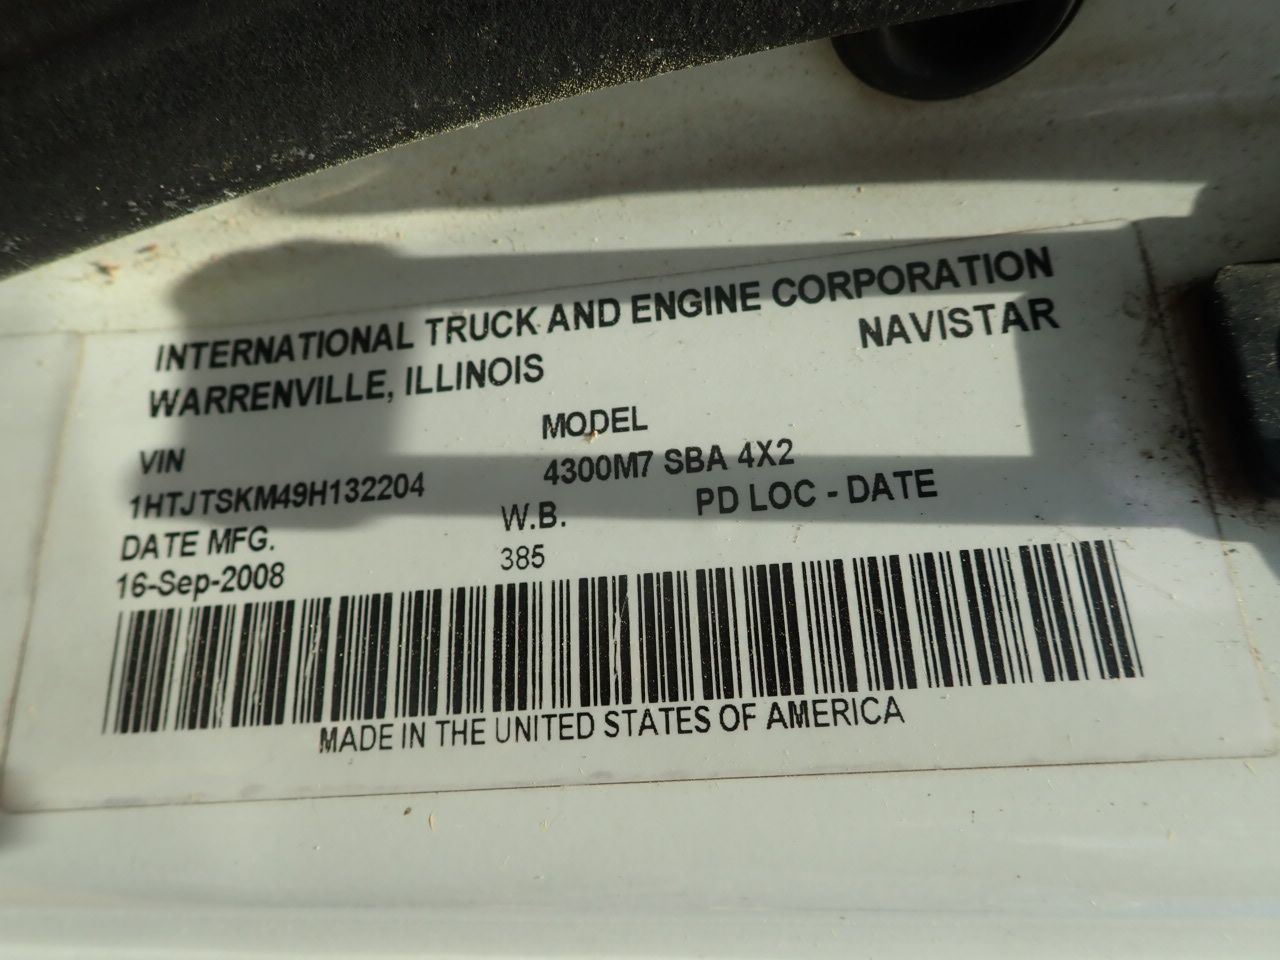 INTERNATIONAL TRUCK AND ENGINE CORPORATION
WARRENVILLE, ILLINOIS NAVISTAR
VIN MODEL
1HTJTSKM49H132204 4300M7 SBA 4X2
DATE MFG. W.B. PD LOC - DATE
16-Sep-2008 385
MADE IN THE UNITED STATES OF AMERICA